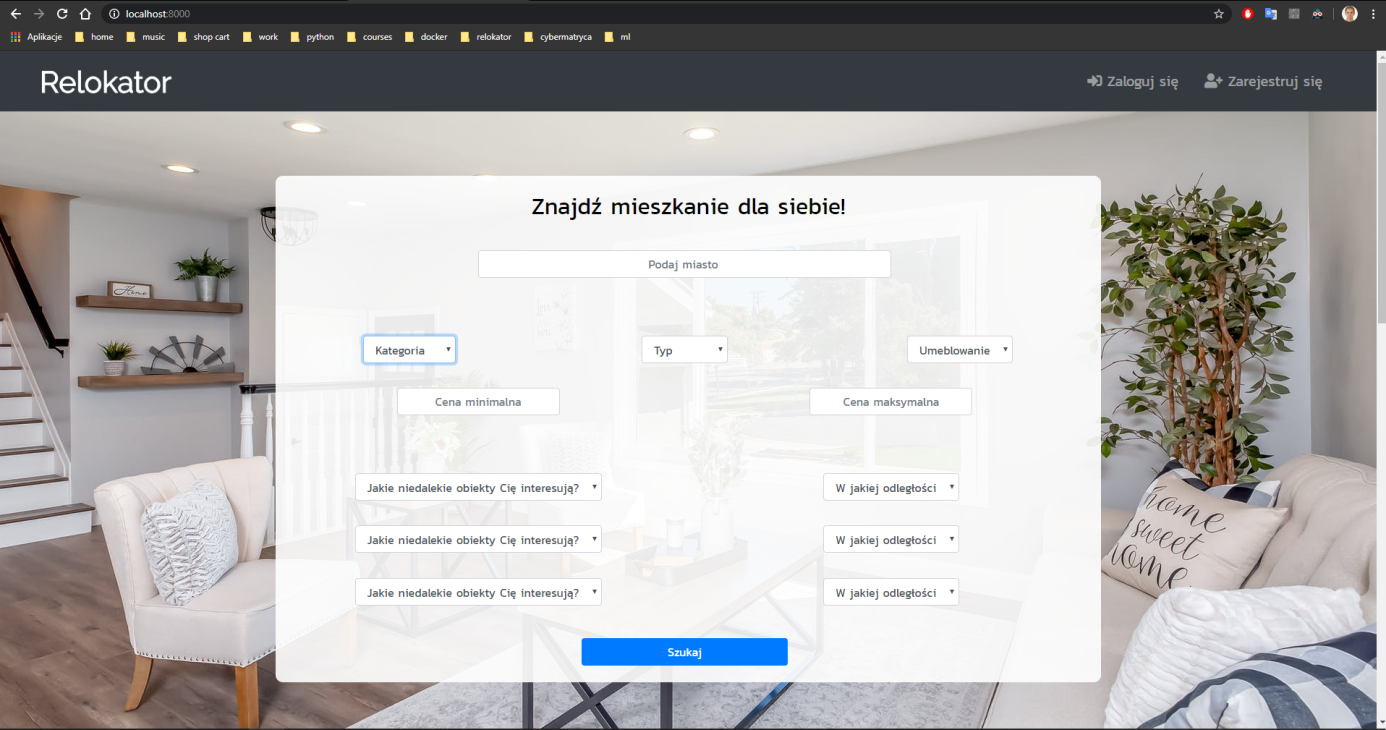 localhost:8000
Aplikacje home music shop cart work python courses docker relokator cybermatryca ml
Relokator Zaloguj się Zarejestruj się
Znajdź mieszkanie dla siebie!
Podaj miasto
Kategoria Typ Umeblowanie
Cena minimalna Cena maksymalna
Jakie niedalekie obiekty Cię interesują? W jakiej odległości
Jakie niedalekie obiekty Cię interesują? W jakiej odległości
Jakie niedalekie obiekty Cię interesują? W jakiej odległości
Szukaj
Home
home
sweet
home